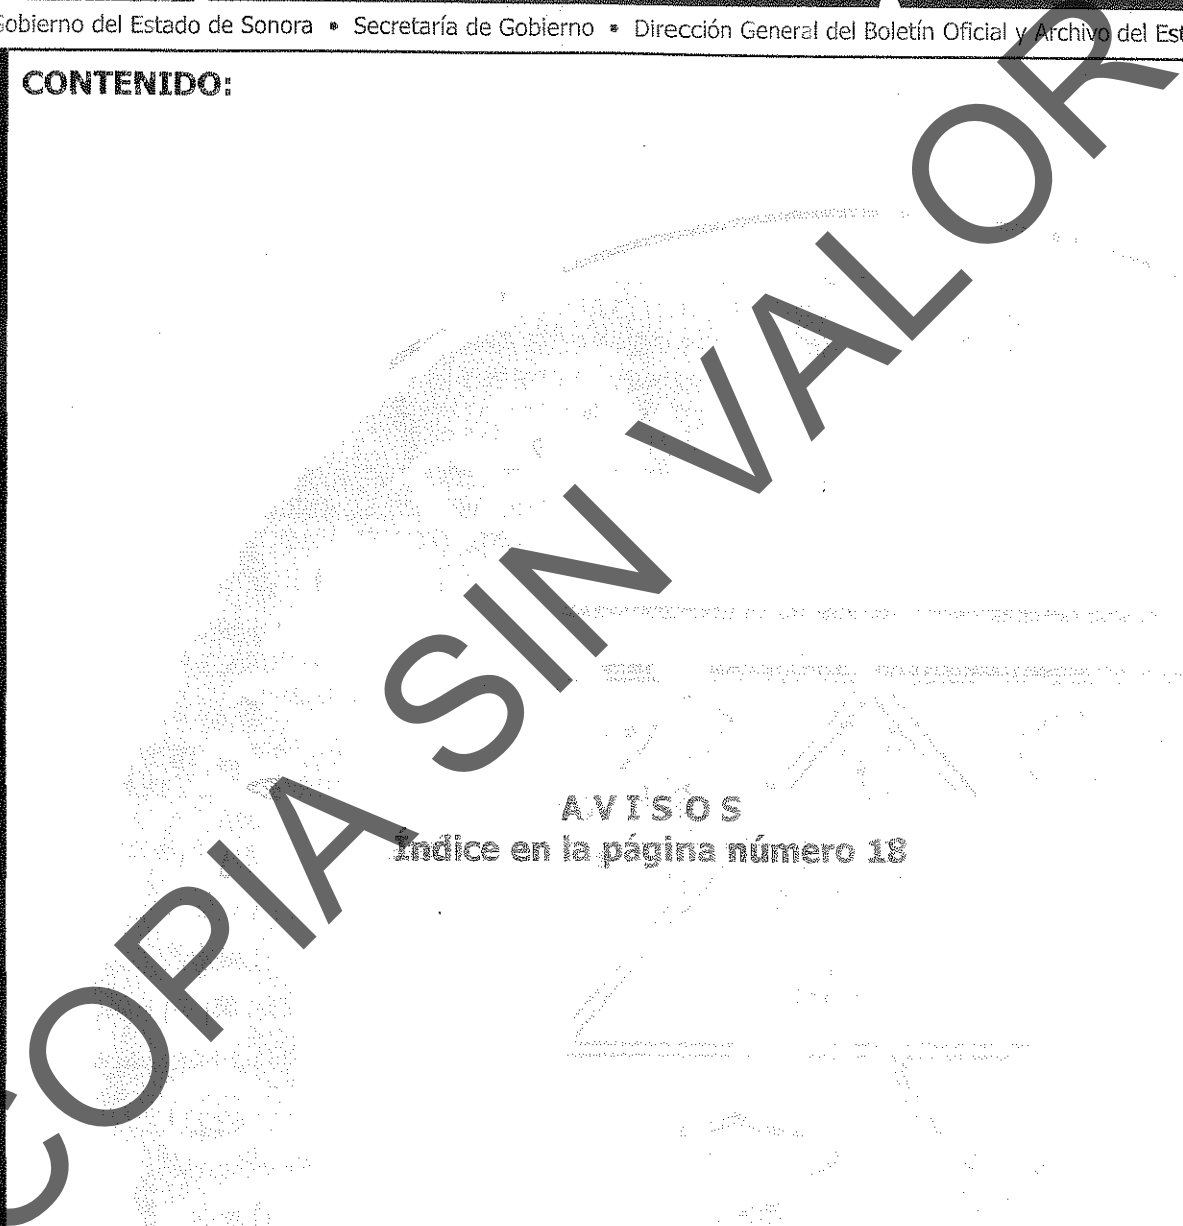 Gobierno del Estado de Sonora • Secretaría de Gobierno • Dirección General del Boletín Oficial y Archivo del Est
CONTENIDO:
A V I S O S
Índice en la página número 18
COPIA SIN VALOR